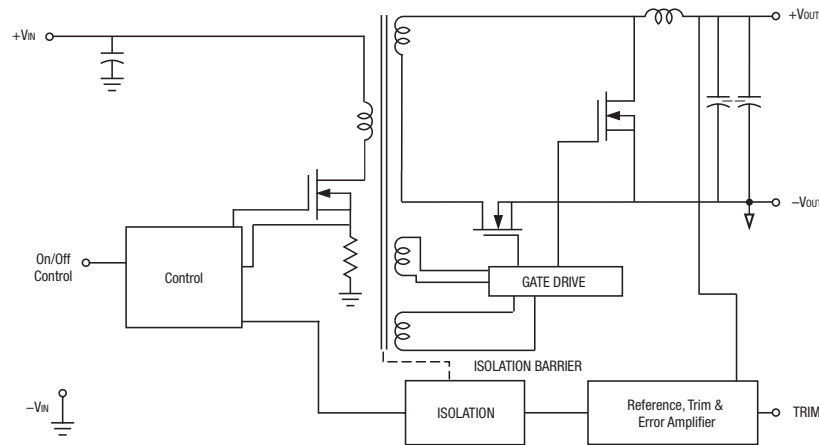 +VIN
+VOUT
−VOUT
On/Off
Control
Control
GATE DRIVE
ISOLATION BARRIER
−VIN
ISOLATION
Reference, Trim &
Error Amplifier
TRIM